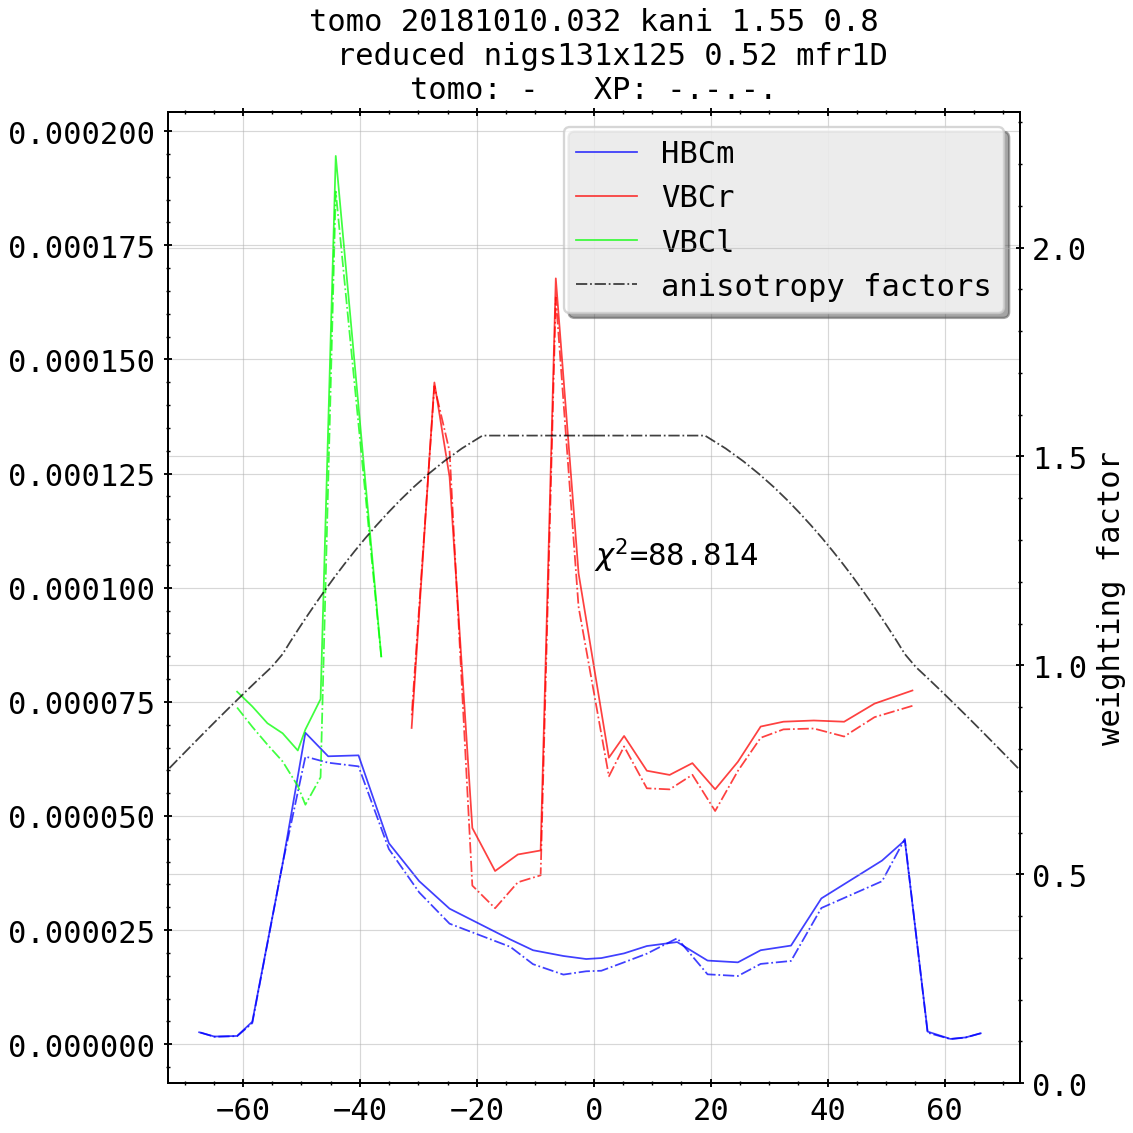 tomo 20181010.032 kani 1.55 0.8
reduced nigs131x125 0.52 mfr1D
tomo: -   XP: -.-.-.
0.000200
0.000175
0.000150
0.000125
0.000100
0.000075
0.000050
0.000025
0.000000
HBCm
VBCr
VBCl
anisotropy factors
χ²=88.814
2.0
1.5
1.0
0.5
0.0
weighting factor
−60 −40 −20 0 20 40 60